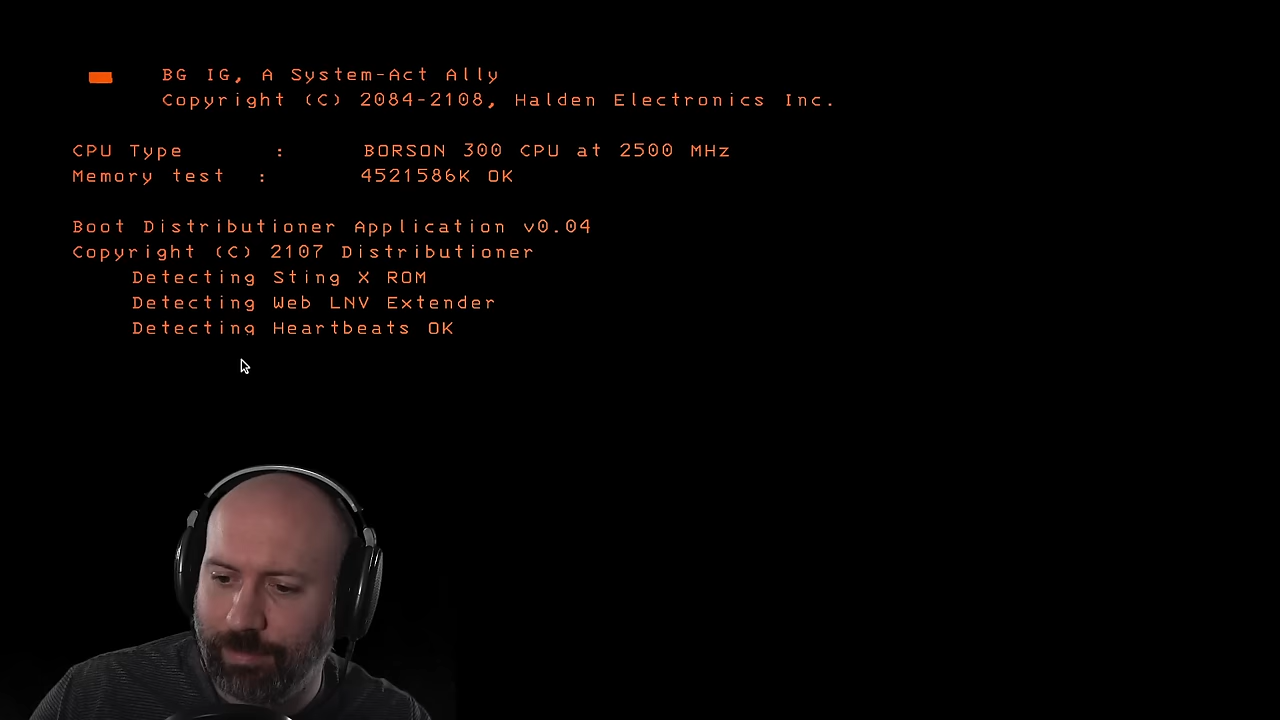 BG IG, A System-Act Ally
Copyright (C) 2084-2108, Halden Electronics Inc.
CPU Type : BORSON 300 CPU at 2500 MHz
Memory test : 4521586K OK
Boot Distributioner Application v0.04
Copyright (C) 2107 Distributioner
Detecting Sting X ROM
Detecting Web LNV Extender
Detecting Heartbeats OK